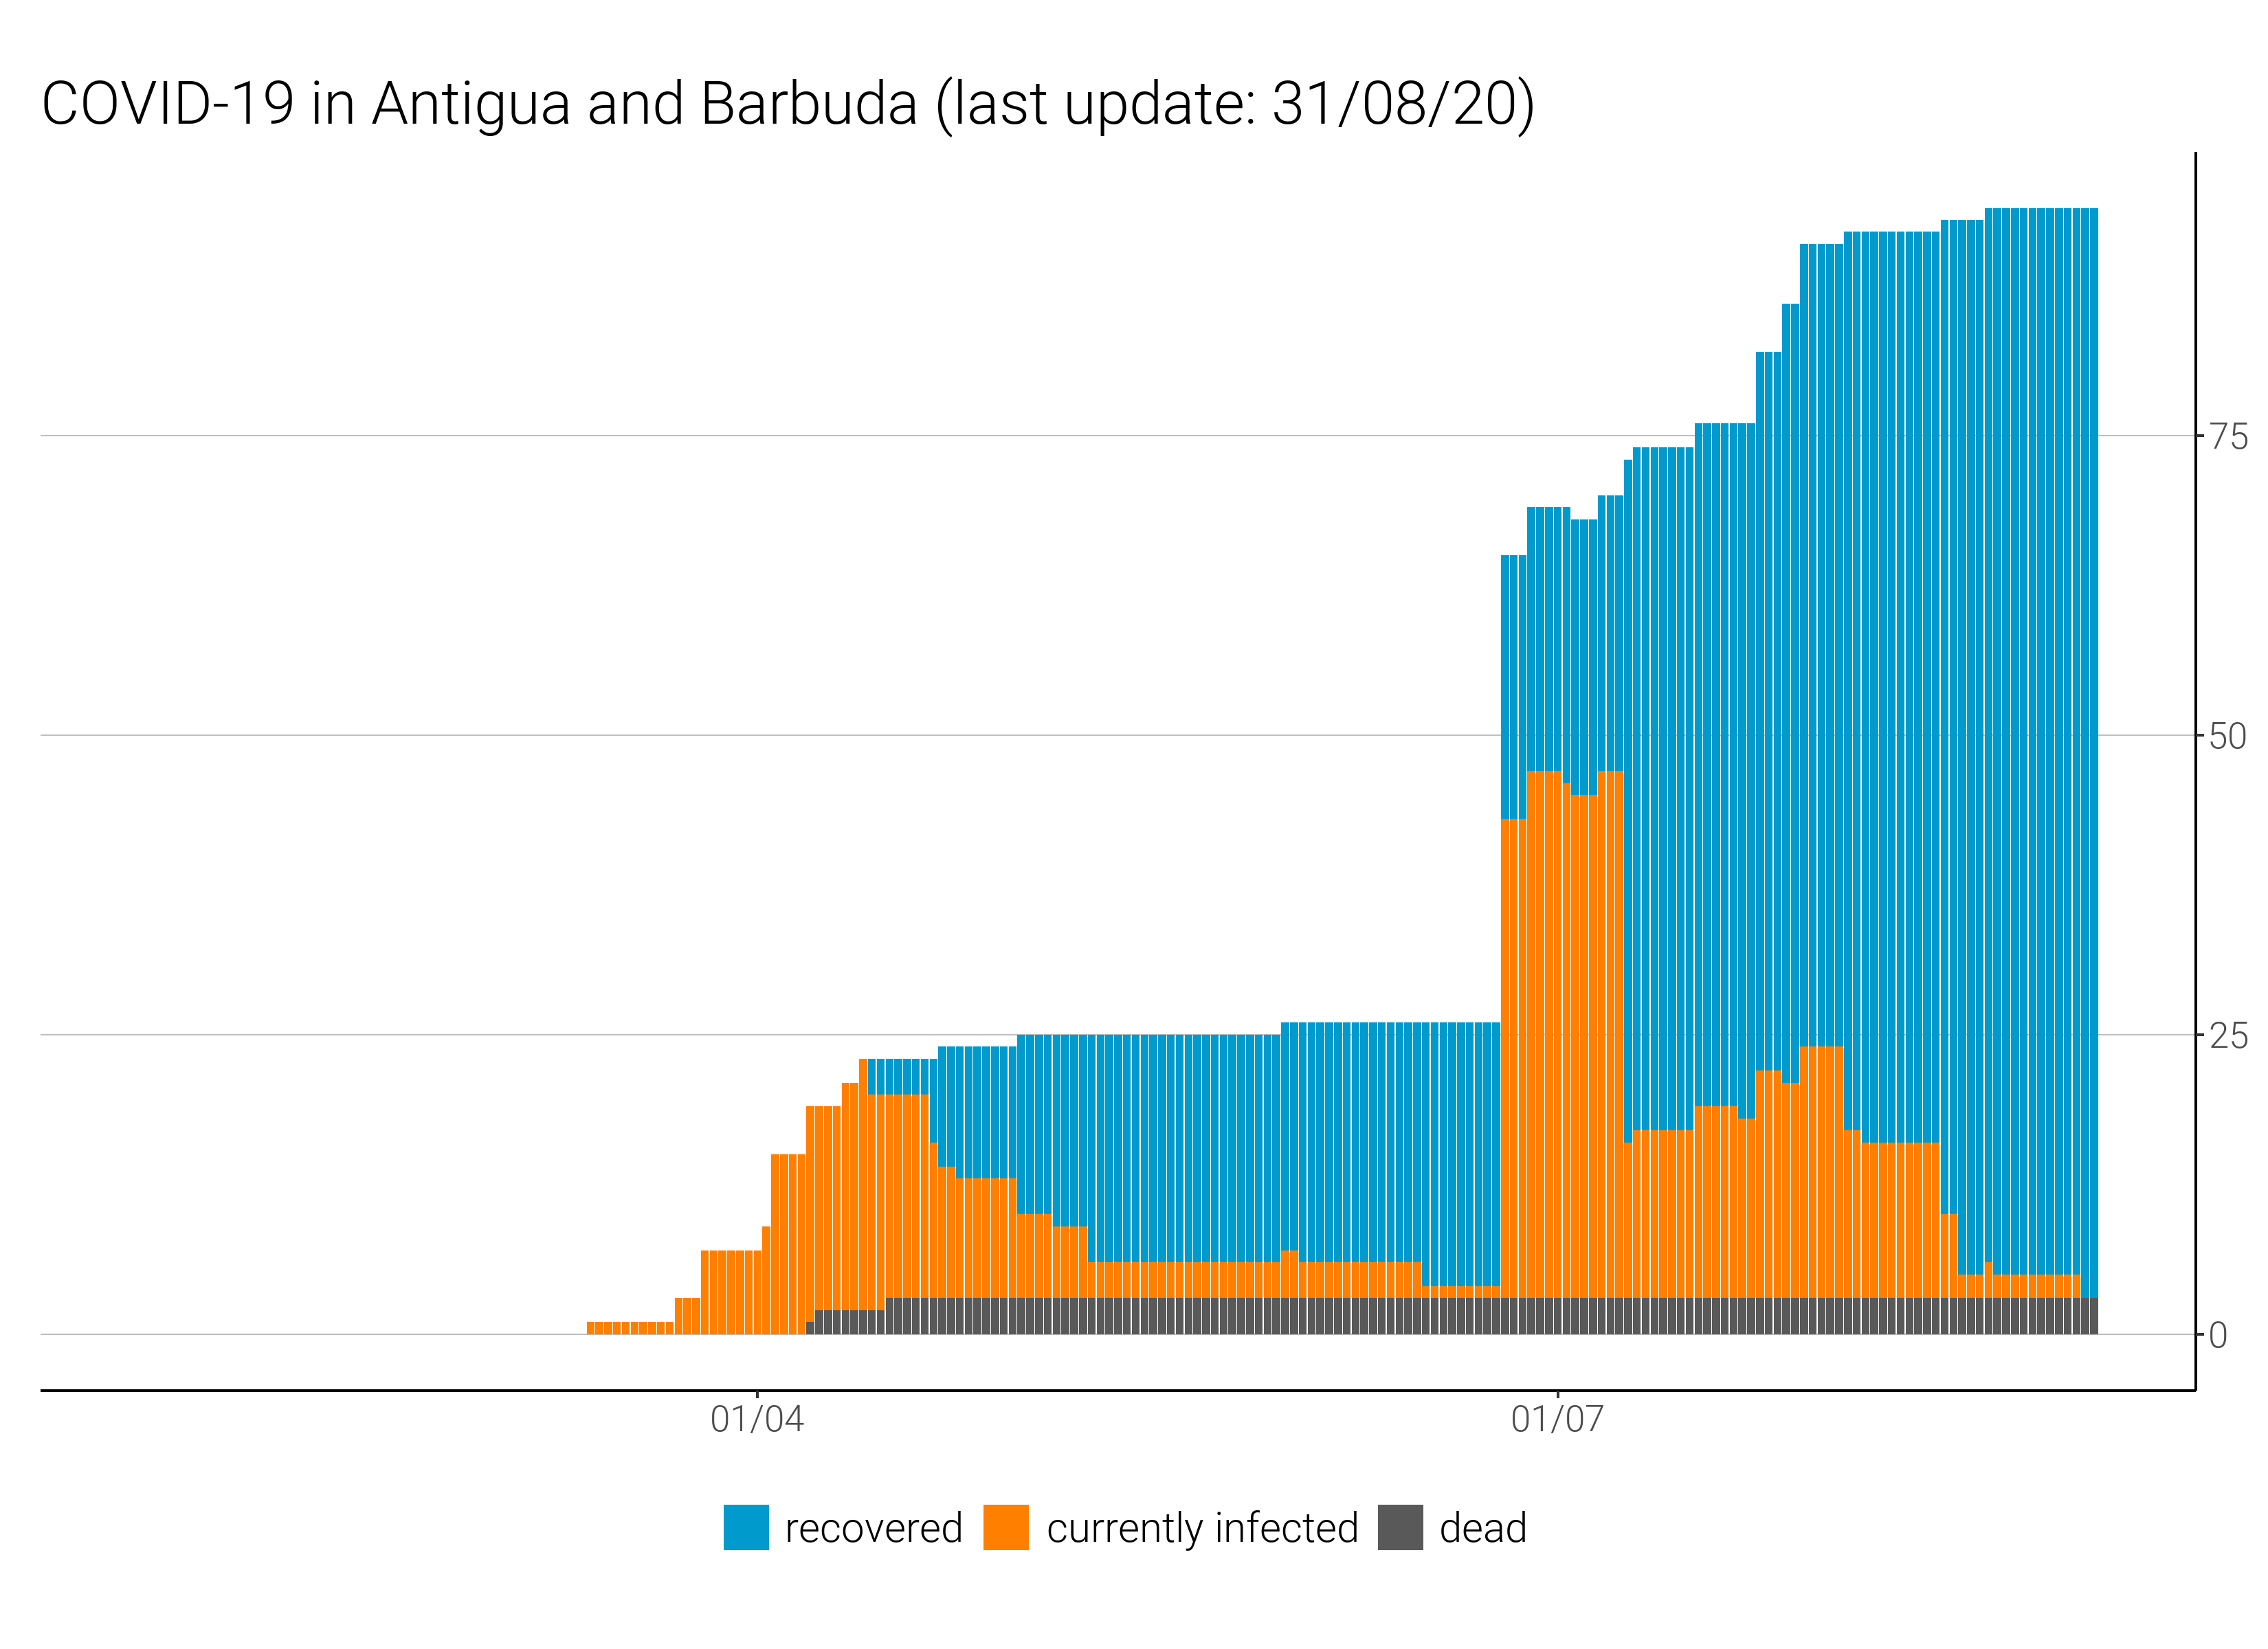 COVID-19 in Antigua and Barbuda (last update: 31/08/20)
75
50
25
0
01/04 01/07
recovered currently infected dead